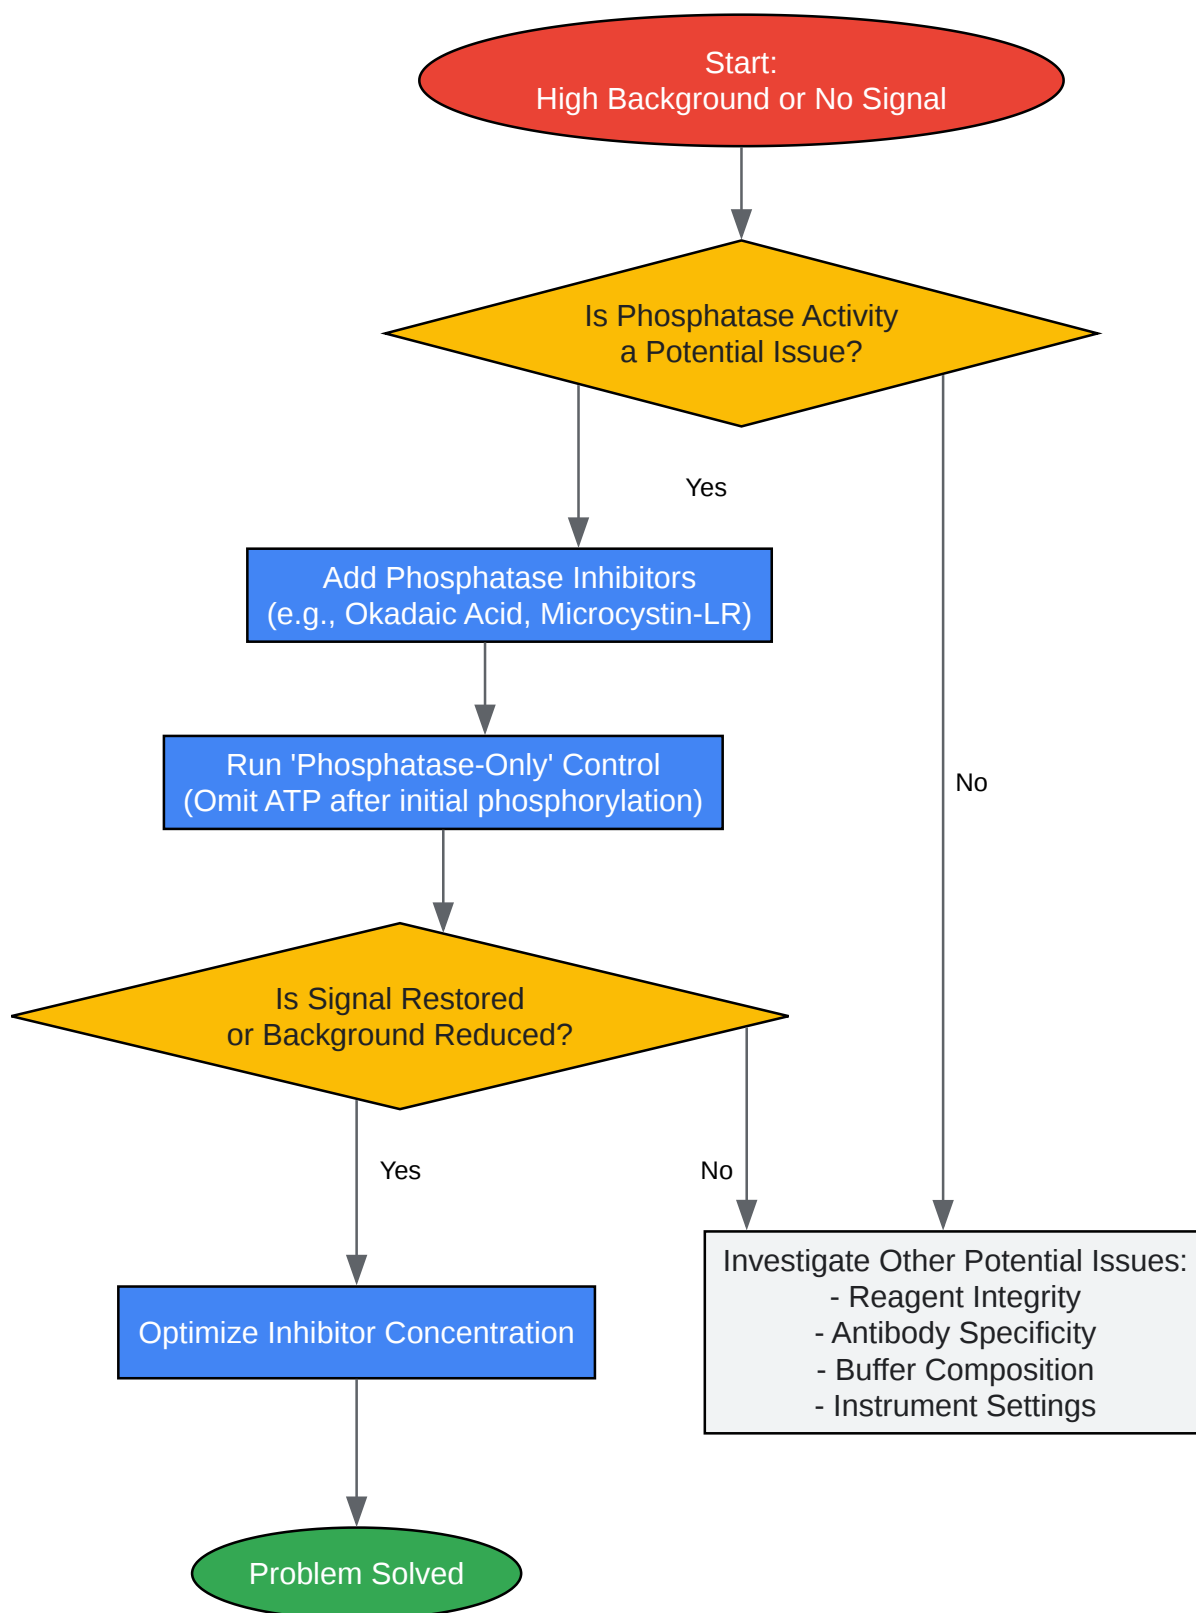 Start:
High Background or No Signal
Is Phosphatase Activity
a Potential Issue?
Yes
Add Phosphatase Inhibitors
(e.g., Okadaic Acid, Microcystin-LR)
Run 'Phosphatase-Only' Control
(Omit ATP after initial phosphorylation)
No
Is Signal Restored
or Background Reduced?
Yes
No
Optimize Inhibitor Concentration
Investigate Other Potential Issues:
- Reagent Integrity
- Antibody Specificity
- Buffer Composition
- Instrument Settings
Problem Solved